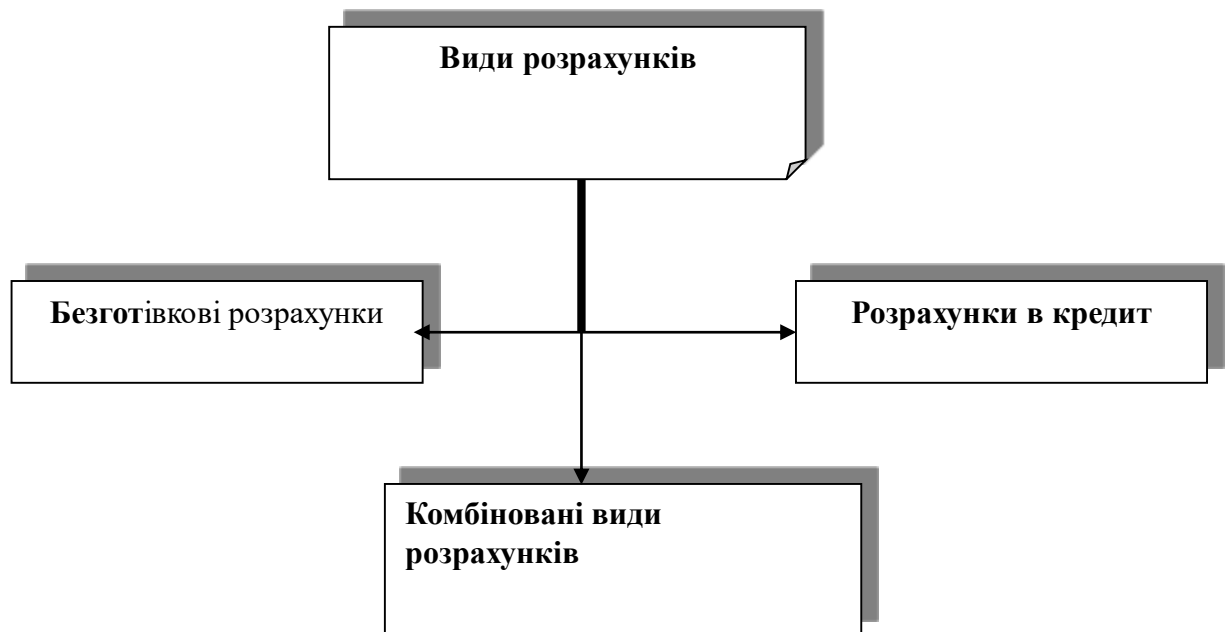 Види розрахунків
Безготівкові розрахунки
Розрахунки в кредит
Комбіновані види
розрахунків